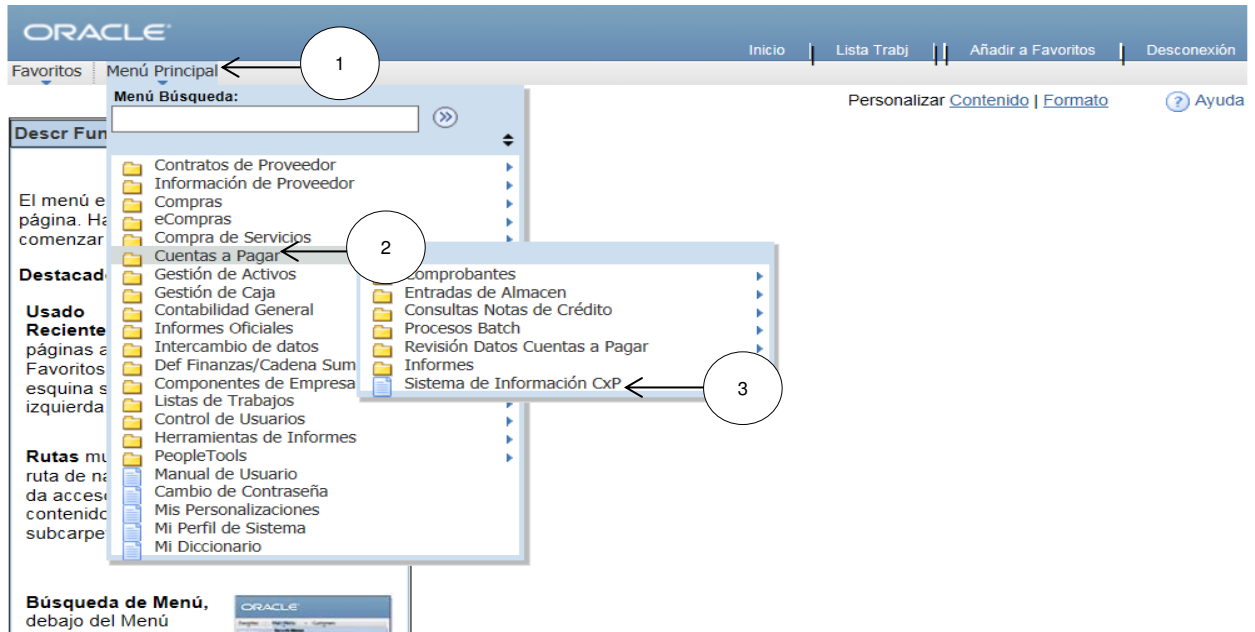 ORACLE
Inicio | Lista Trabj || Añadir a Favoritos | Desconexión
Favoritos Menú Principal
1
Personalizar Contenido | Formato ? Ayuda
Menú Búsqueda:
Descr Fun
Contratos de Proveedor
Información de Proveedor
Compras
eCompras
Compra de Servicios
Cuentas a Pagar
2
Gestión de Activos
Gestión de Caja
Contabilidad General
Informes Oficiales
Intercambio de datos
Def Finanzas/Cadena Sum
Componentes de Empresa
Listas de Trabajos
Control de Usuarios
Herramientas de Informes
PeopleTools
Manual de Usuario
Cambio de Contraseña
Mis Personalizaciones
Mi Perfil de Sistema
Mi Diccionario
Comprobantes
Entradas de Almacen
Consultas Notas de Crédito
Procesos Batch
Revisión Datos Cuentas a Pagar
Informes
Sistema de Información CxP
3
El menú e
página. Ha
comenzar
Destacad
Usado
Reciente
páginas a
Favoritos
esquina s
izquierda
Rutas mu
ruta de na
da acces
contenido
subcarpe
Búsqueda de Menú,
debajo del Menú
ORACLE